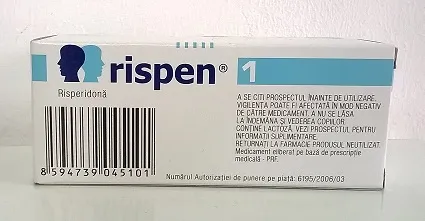 rispen® 1
Risperidonă
A SE CITI PROSPECTUL ÎNAINTE DE UTILIZARE.
VIGILENȚA POATE FI AFECTATĂ ÎN MOD NEGATIV
DE CĂTRE MEDICAMENT. A NU SE LĂSA
LA ÎNDEMÂNA ȘI VEDEREA COPIILOR.
CONȚINE LACTOZĂ. VEZI PROSPECTUL PENTRU
INFORMAȚII SUPLIMENTARE.
RETURNAȚI LA FARMACIE PRODUSUL NEUTILIZAT.
Medicament eliberat pe bază de prescripție
medicală - PRF.
8 594739 045101
Numărul Autorizației de punere pe piață: 6195/2006/03